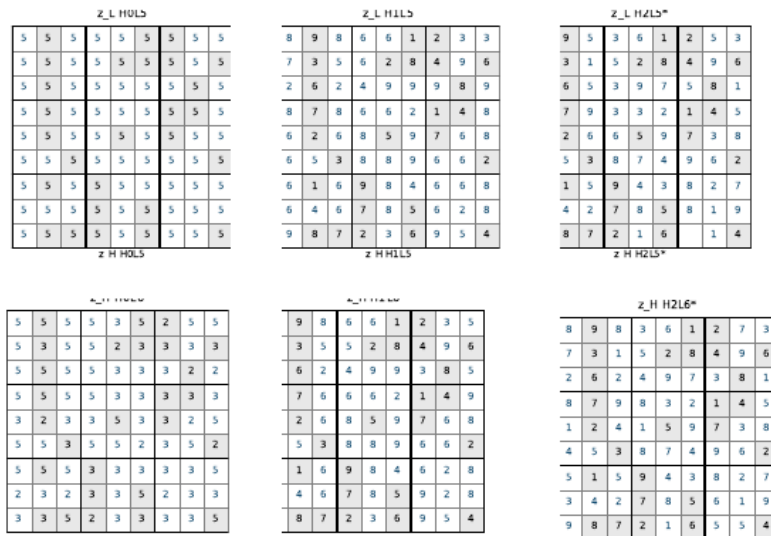 z_L H0L5
5 5 5 5 5 5 5 5 5
5 5 5 5 5 5 5 5 5
5 5 5 5 5 5 5 5 5
5 5 5 5 5 5 5 5 5
5 5 5 5 5 5 5 5 5
5 5 5 5 5 5 5 5 5
5 5 5 5 5 5 5 5 5
5 5 5 5 5 5 5 5 5
5 5 5 5 5 5 5 5 5
z_H H0L5
z_L H1L5
8 9 8 6 6 1 2 3 3
7 3 5 6 2 8 4 9 6
2 6 2 4 9 9 9 8 9
8 7 8 6 6 2 1 4 8
6 2 6 8 5 9 7 6 8
6 5 3 8 8 9 6 6 2
6 1 6 9 8 4 6 6 8
6 4 6 7 8 5 6 2 8
9 8 7 2 3 6 9 5 4
z_H H1L5
z_L H2L5*
9 5 3 6 1 2 5 3
3 1 5 2 8 4 9 6
6 5 3 9 7 5 8 1
7 9 3 3 2 1 4 5
2 6 6 5 9 7 3 8
5 3 8 7 4 9 6 2
1 5 9 4 3 8 2 7
4 2 7 8 5 8 1 9
8 7 2 1 6 1 4
z_H H2L5*
5 5 5 5 3 5 2 5 5
5 3 5 5 2 3 3 3 3
5 5 5 5 3 3 3 2 2
5 5 5 5 3 3 3 3 3
3 2 3 3 5 3 3 2 5
5 5 3 5 5 2 3 5 2
5 5 5 3 3 3 3 3 5
2 3 2 3 3 5 2 3 3
3 3 5 2 3 3 3 3 5
9 8 6 6 1 2 3 5
3 5 5 2 8 4 9 6
6 2 4 9 9 3 8 5
7 6 6 6 2 1 4 9
2 6 8 5 9 7 6 8
5 3 8 8 9 6 6 2
1 6 9 8 4 6 2 8
4 6 7 8 5 9 2 8
8 7 2 3 6 9 5 4
z_H H2L6*
8 9 8 3 6 1 2 7 3
7 3 1 5 2 8 4 9 6
2 6 2 4 9 7 3 8 1
8 7 9 8 3 2 1 4 5
1 2 4 1 5 9 7 3 8
4 5 3 8 7 4 9 6 2
5 1 5 9 4 3 8 2 7
3 4 2 7 8 5 6 1 9
9 8 7 2 1 6 5 5 4